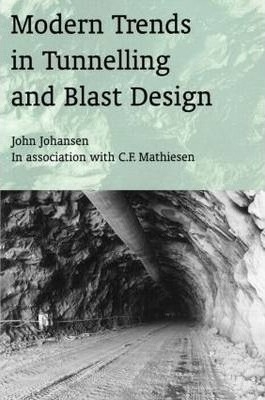 Modern Trends
in Tunnelling
and Blast Design
John Johansen
In association with C.F. Mathiesen